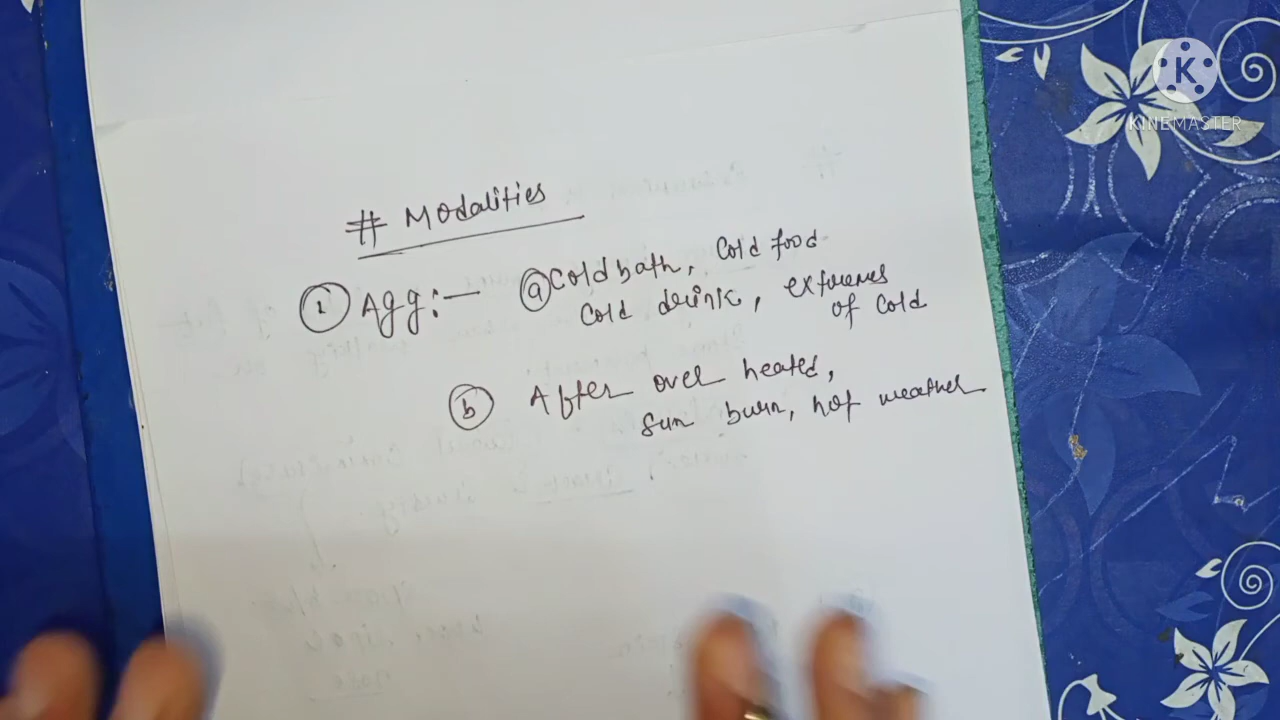 # Modalities
① Agg:— ⓐ Cold bath, Cold food
Cold drink, extremes
of Cold
ⓑ After over heated,
Sun burn, hot weather
K
KINEMASTER